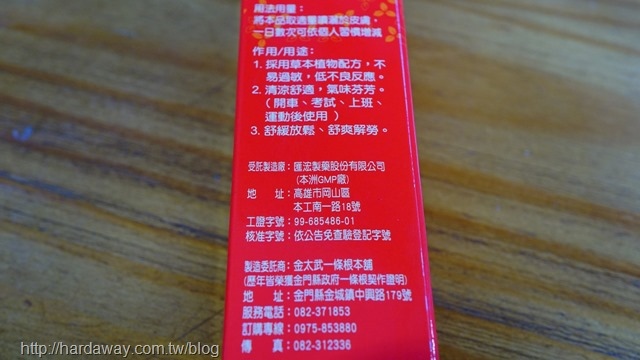 用法用量：
將本品取適量噴灑於皮膚，
一日數次可依個人習慣增減
作用/用途：
1. 採用草本植物配方，不
易過敏，低不良反應。
2. 清涼舒適，氣味芬芳。
（開車、考試、上班、
運動後使用）
3. 舒緩放鬆、舒爽解勞。
受託製造廠：匯浤製藥股份有限公司
(本洲GMP廠)
地　址：高雄市岡山區
本工南一路18號
工證字號：99-685486-01
核准字號：依公告免查驗登記字號
製造委託商：金太武一條根本舖
(歷年皆榮獲金門縣政府一條根契作證明)
地　址：金門縣金城鎮中興路179號
服務電話：082-371853
訂購專線：0975-853880
傳　真：082-312336
http://hardaway.com.tw/blog